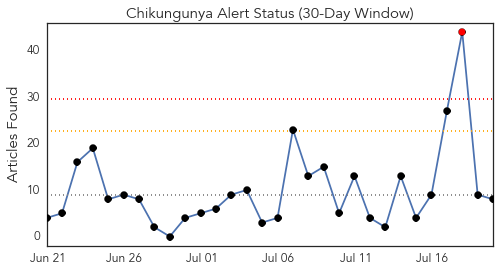 Chikungunya Alert Status (30-Day Window)
Articles Found
40
30
20
10
0
Jun 21 Jun 26 Jul 01 Jul 06 Jul 11 Jul 16